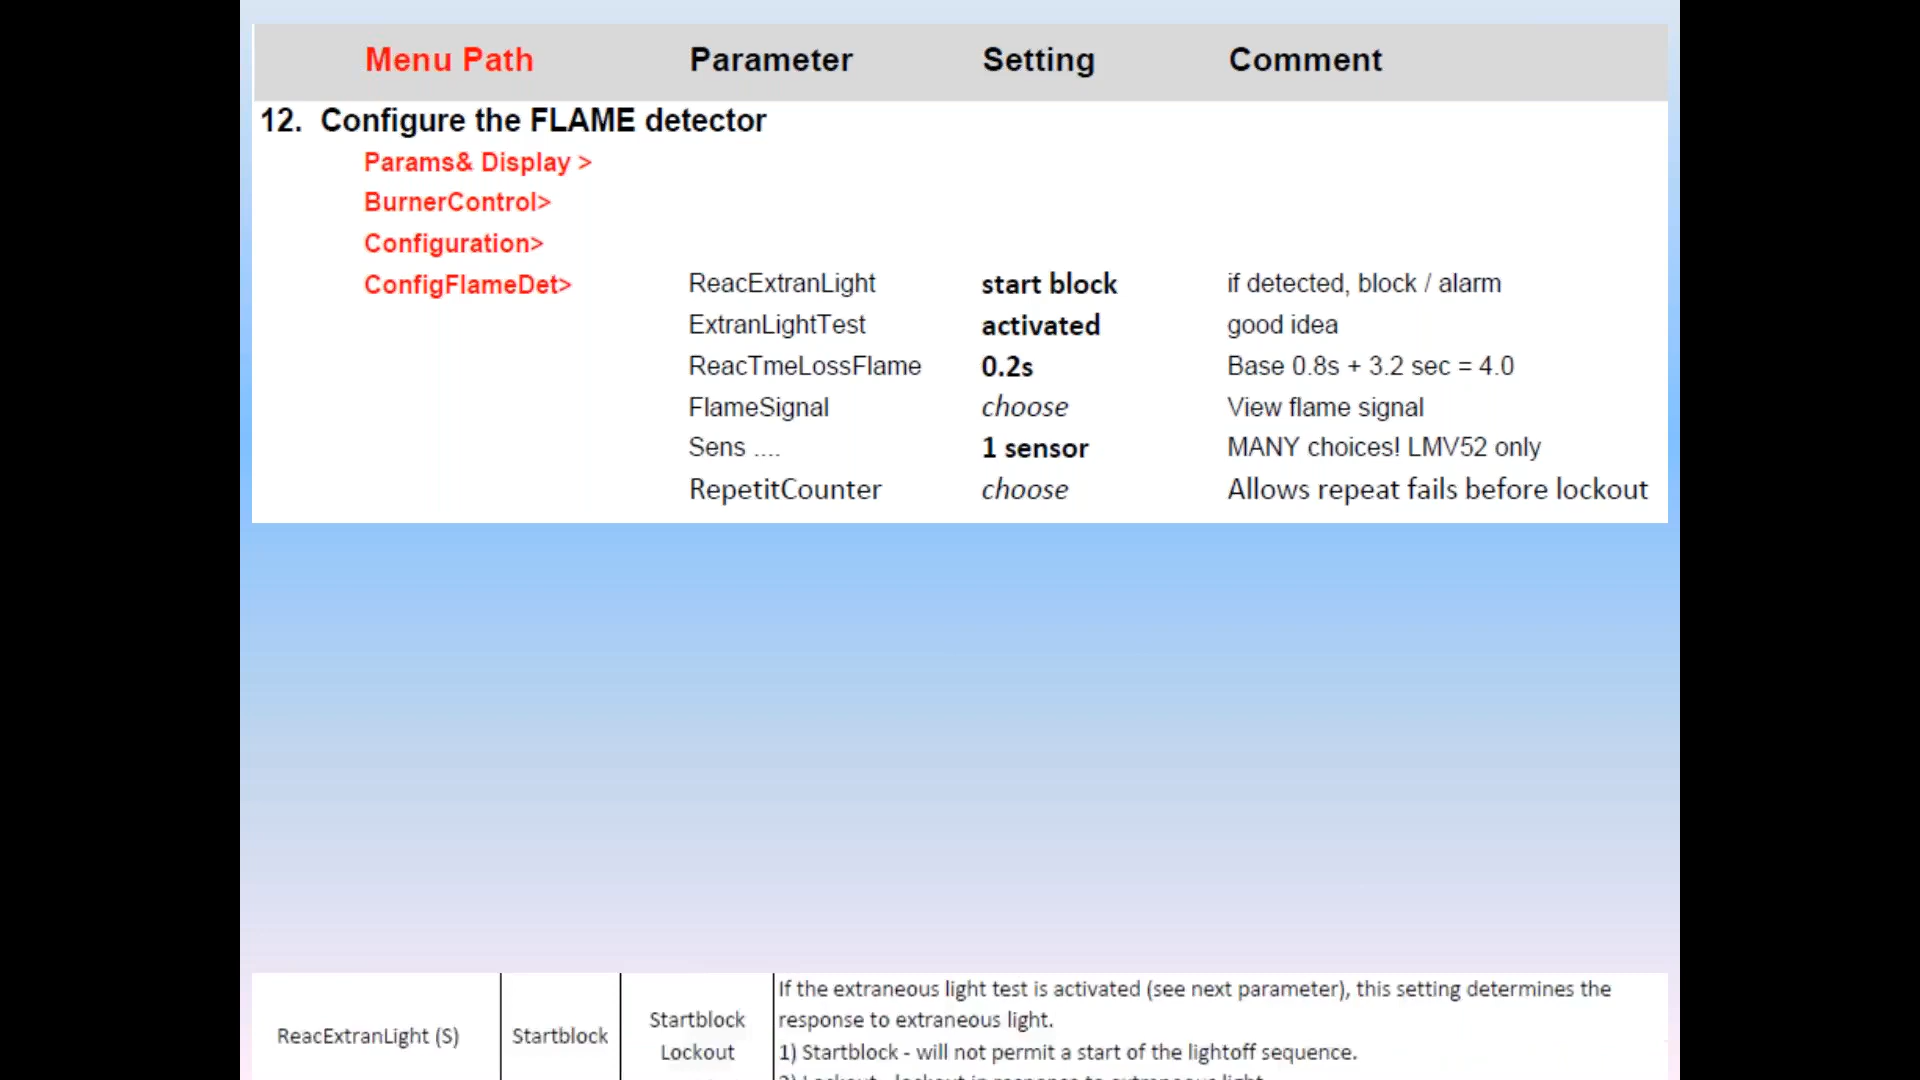 Menu Path Parameter Setting Comment
12. Configure the FLAME detector
Params& Display >
BurnerControl>
Configuration>
ConfigFlameDet> ReacExtranLight start block if detected, block / alarm
ExtranLightTest activated good idea
ReacTmeLossFlame 0.2s Base 0.8s + 3.2 sec = 4.0
FlameSignal choose View flame signal
Sens .... 1 sensor MANY choices! LMV52 only
RepetitCounter choose Allows repeat fails before lockout
ReacExtranLight (S) Startblock Startblock
Lockout
If the extraneous light test is activated (see next parameter), this setting determines the
response to extraneous light.
1) Startblock - will not permit a start of the lightoff sequence.